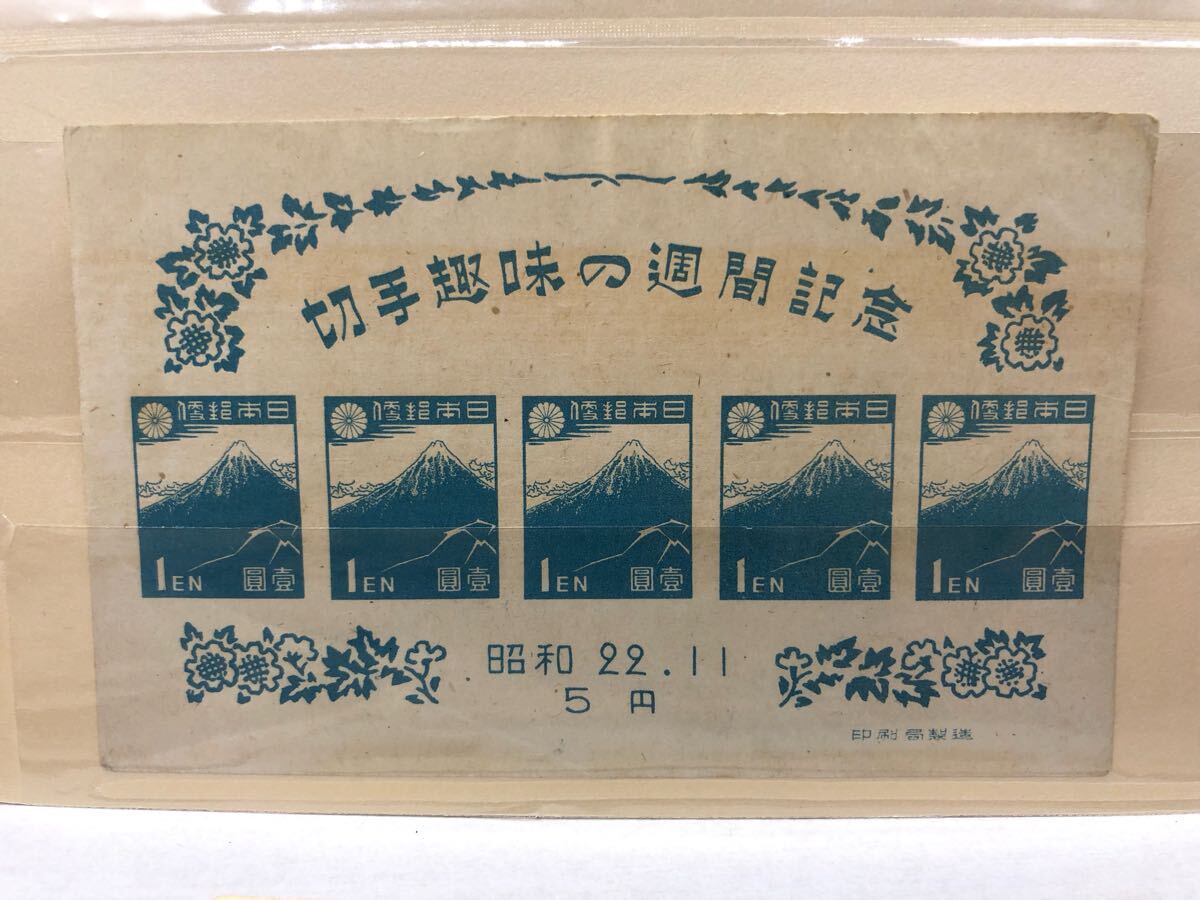 切手趣味の週間記念
日本郵便
1EN 壹圓
日本郵便
1EN 壹圓
日本郵便
1EN 壹圓
日本郵便
1EN 壹圓
日本郵便
1EN 壹圓
昭和 22.11
5円
印刷局製造